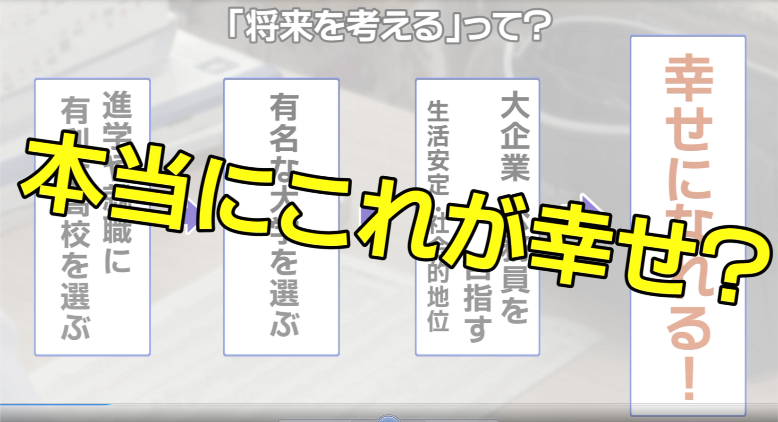 「将来を考える」って?
進学や就職に
有利な高校を選ぶ
有名な大学を選ぶ
大企業・公務員を
目指す
生活安定・社会的地位
幸せになれる!
本当にこれが幸せ?